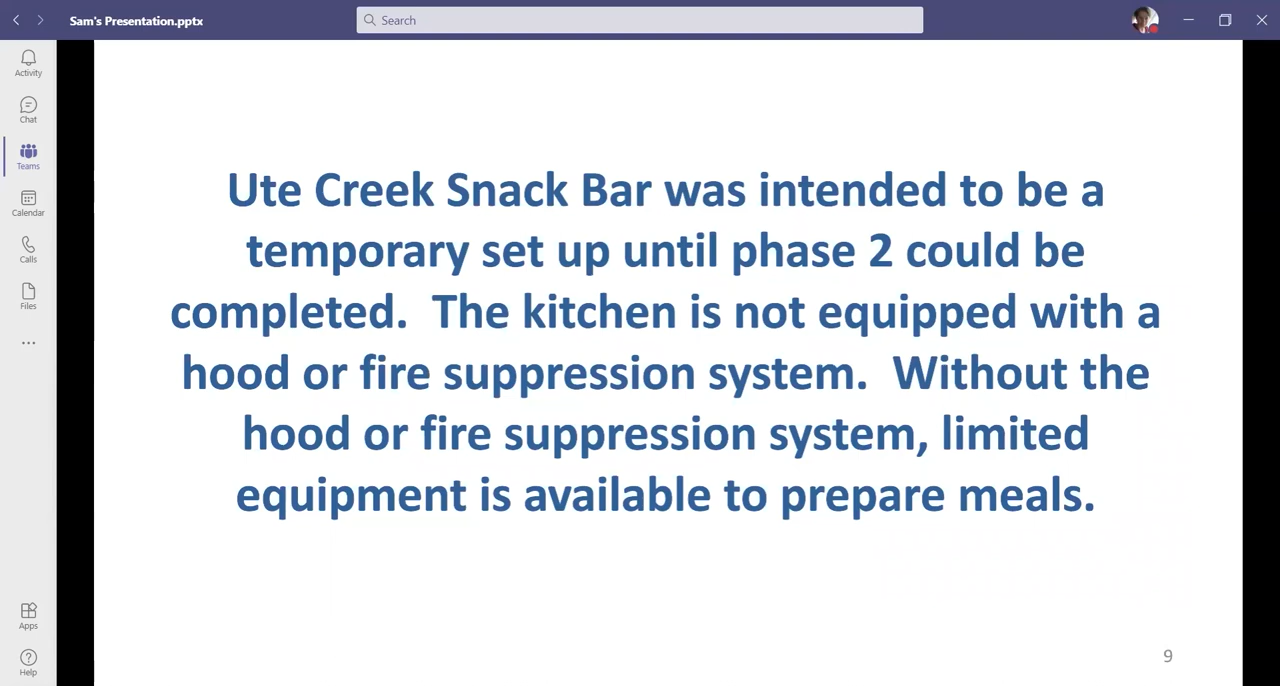 Sam's Presentation.pptx
Search
Activity
Chat
Teams
Calendar
Calls
Files
Ute Creek Snack Bar was intended to be a
temporary set up until phase 2 could be
completed.  The kitchen is not equipped with a
hood or fire suppression system.  Without the
hood or fire suppression system, limited
equipment is available to prepare meals.
Apps
Help
9